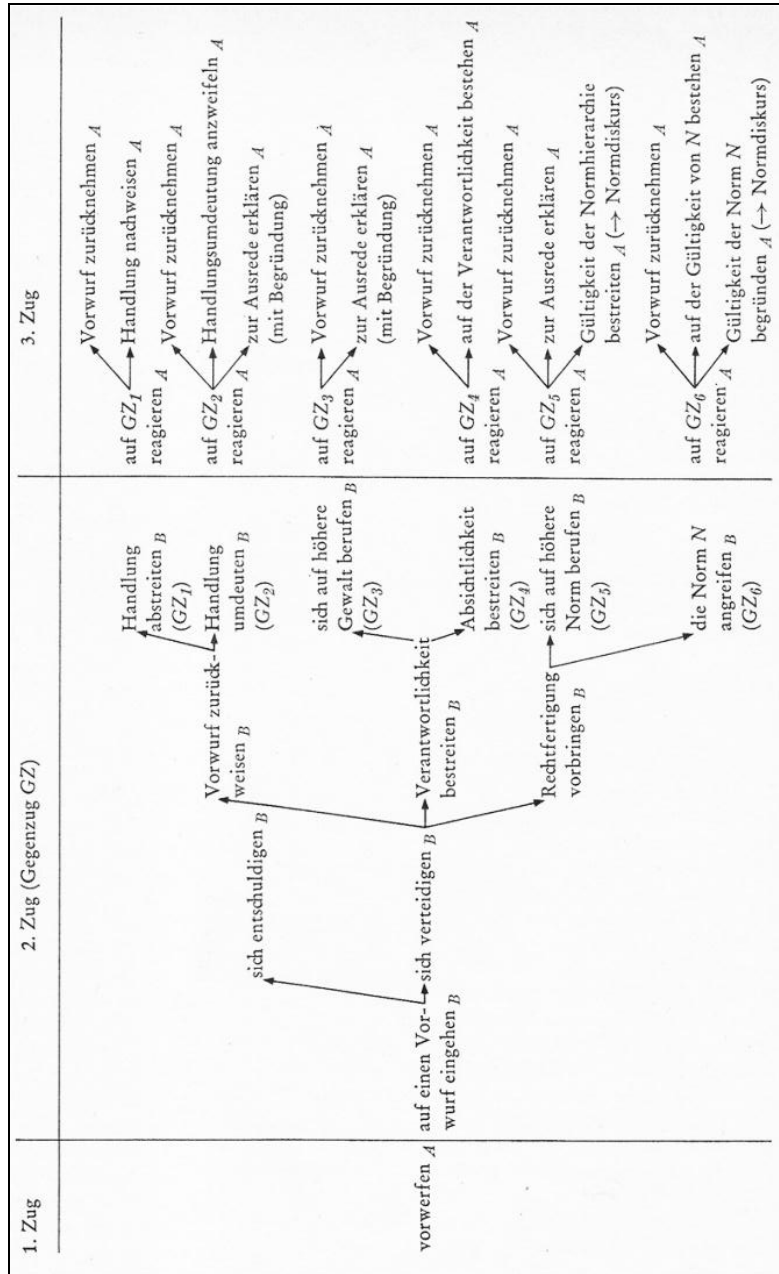 1. Zug
2. Zug (Gegenzug GZ)
3. Zug
vorwerfen A
auf einen Vor-
wurf eingehen B
sich entschuldigen B
sich verteidigen B
Vorwurf zurück-
weisen B
Verantwortlichkeit
bestreiten B
Rechtfertigung
vorbringen B
Handlung
abstreiten B
(GZ1)
Handlung
umdeuten B
(GZ2)
sich auf höhere
Gewalt berufen B
(GZ3)
Absichtlichkeit
bestreiten B
(GZ4)
sich auf höhere
Norm berufen B
(GZ5)
die Norm N
angreifen B
(GZ6)
auf GZ1
reagieren A
Vorwurf zurücknehmen A
Handlung nachweisen A
auf GZ2
reagieren A
Vorwurf zurücknehmen A
Handlungsumdeutung anzweifeln A
zur Ausrede erklären A
(mit Begründung)
auf GZ3
reagieren A
Vorwurf zurücknehmen A
zur Ausrede erklären A
(mit Begründung)
auf GZ4
reagieren A
Vorwurf zurücknehmen A
auf der Verantwortlichkeit bestehen A
auf GZ5
reagieren A
Vorwurf zurücknehmen A
zur Ausrede erklären A
Gültigkeit der Normhierarchie
bestreiten A (→ Normdiskurs)
auf GZ6
reagieren A
Vorwurf zurücknehmen A
auf der Gültigkeit von N bestehen A
Gültigkeit der Norm N
begründen A (→ Normdiskurs)